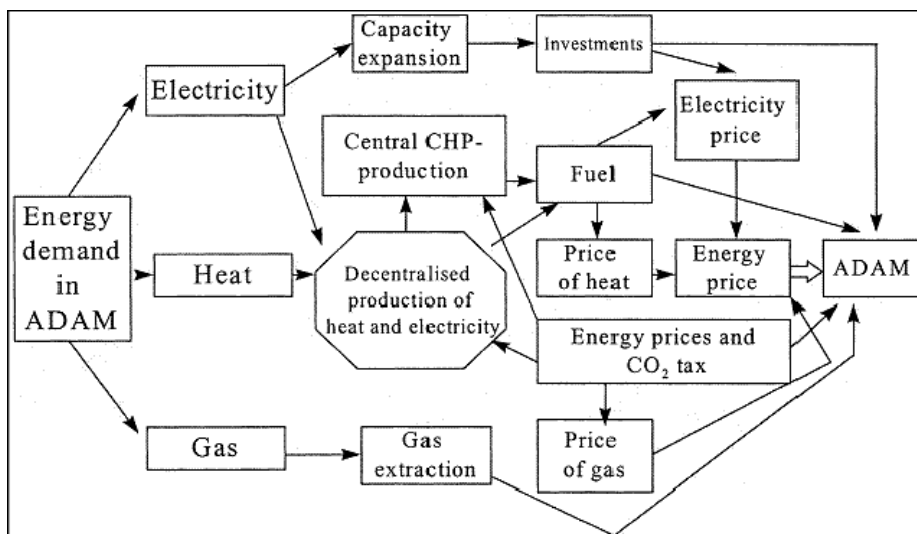 Capacity
expansion
Investments
Electricity
Electricity
price
Central CHP-
production
Fuel
Energy
demand
in
ADAM
Heat
Decentralised
production of
heat and electricity
Price
of heat
Energy
price
ADAM
Energy prices and
CO₂ tax
Gas
Gas
extraction
Price
of gas